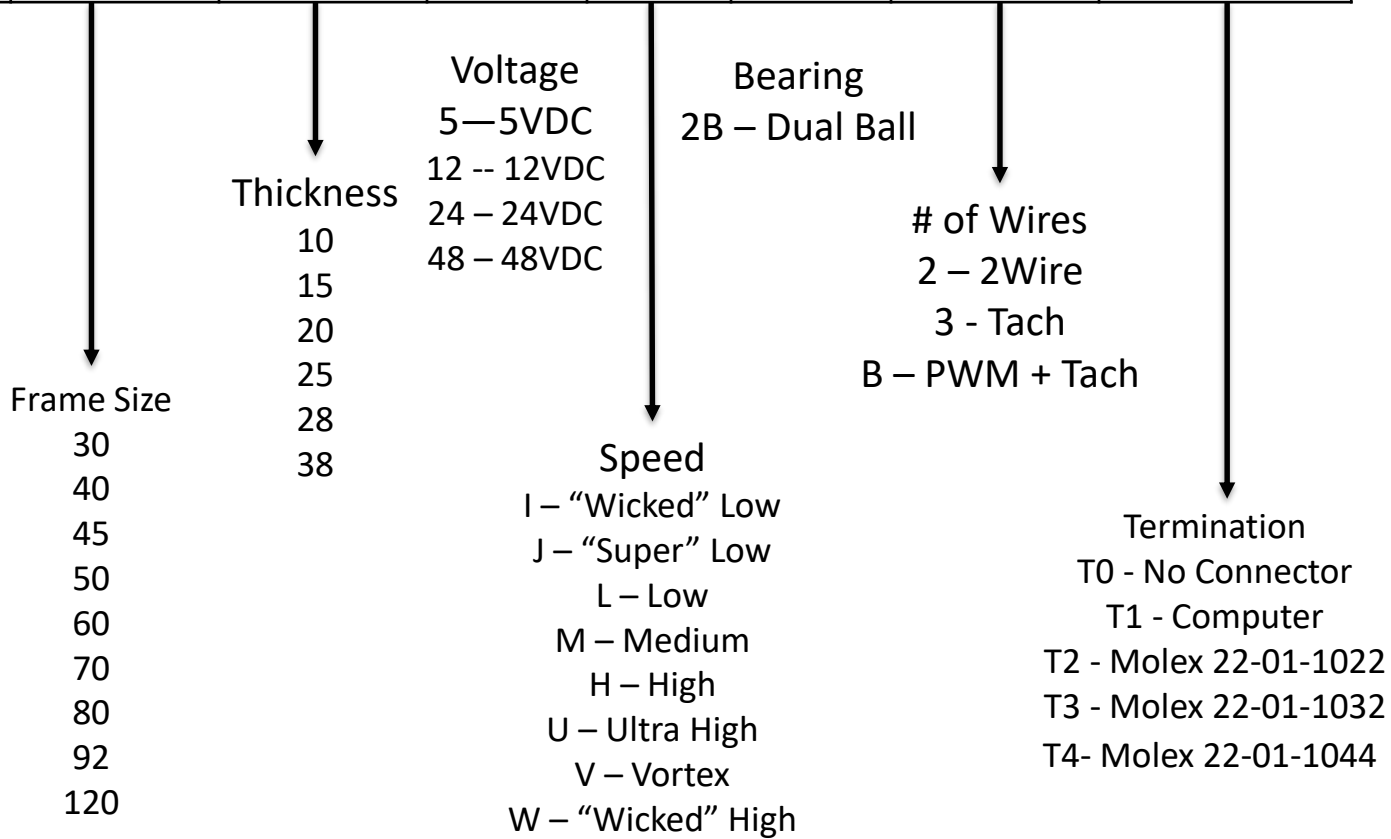 Voltage
5—5VDC
12 -- 12VDC
24 – 24VDC
48 – 48VDC
Bearing
2B – Dual Ball
Thickness
10
15
20
25
28
38
# of Wires
2 – 2Wire
3 - Tach
B – PWM + Tach
Frame Size
30
40
45
50
60
70
80
92
120
Speed
I – “Wicked” Low
J – “Super” Low
L – Low
M – Medium
H – High
U – Ultra High
V – Vortex
W – “Wicked” High
Termination
T0 - No Connector
T1 - Computer
T2 - Molex 22-01-1022
T3 - Molex 22-01-1032
T4- Molex 22-01-1044